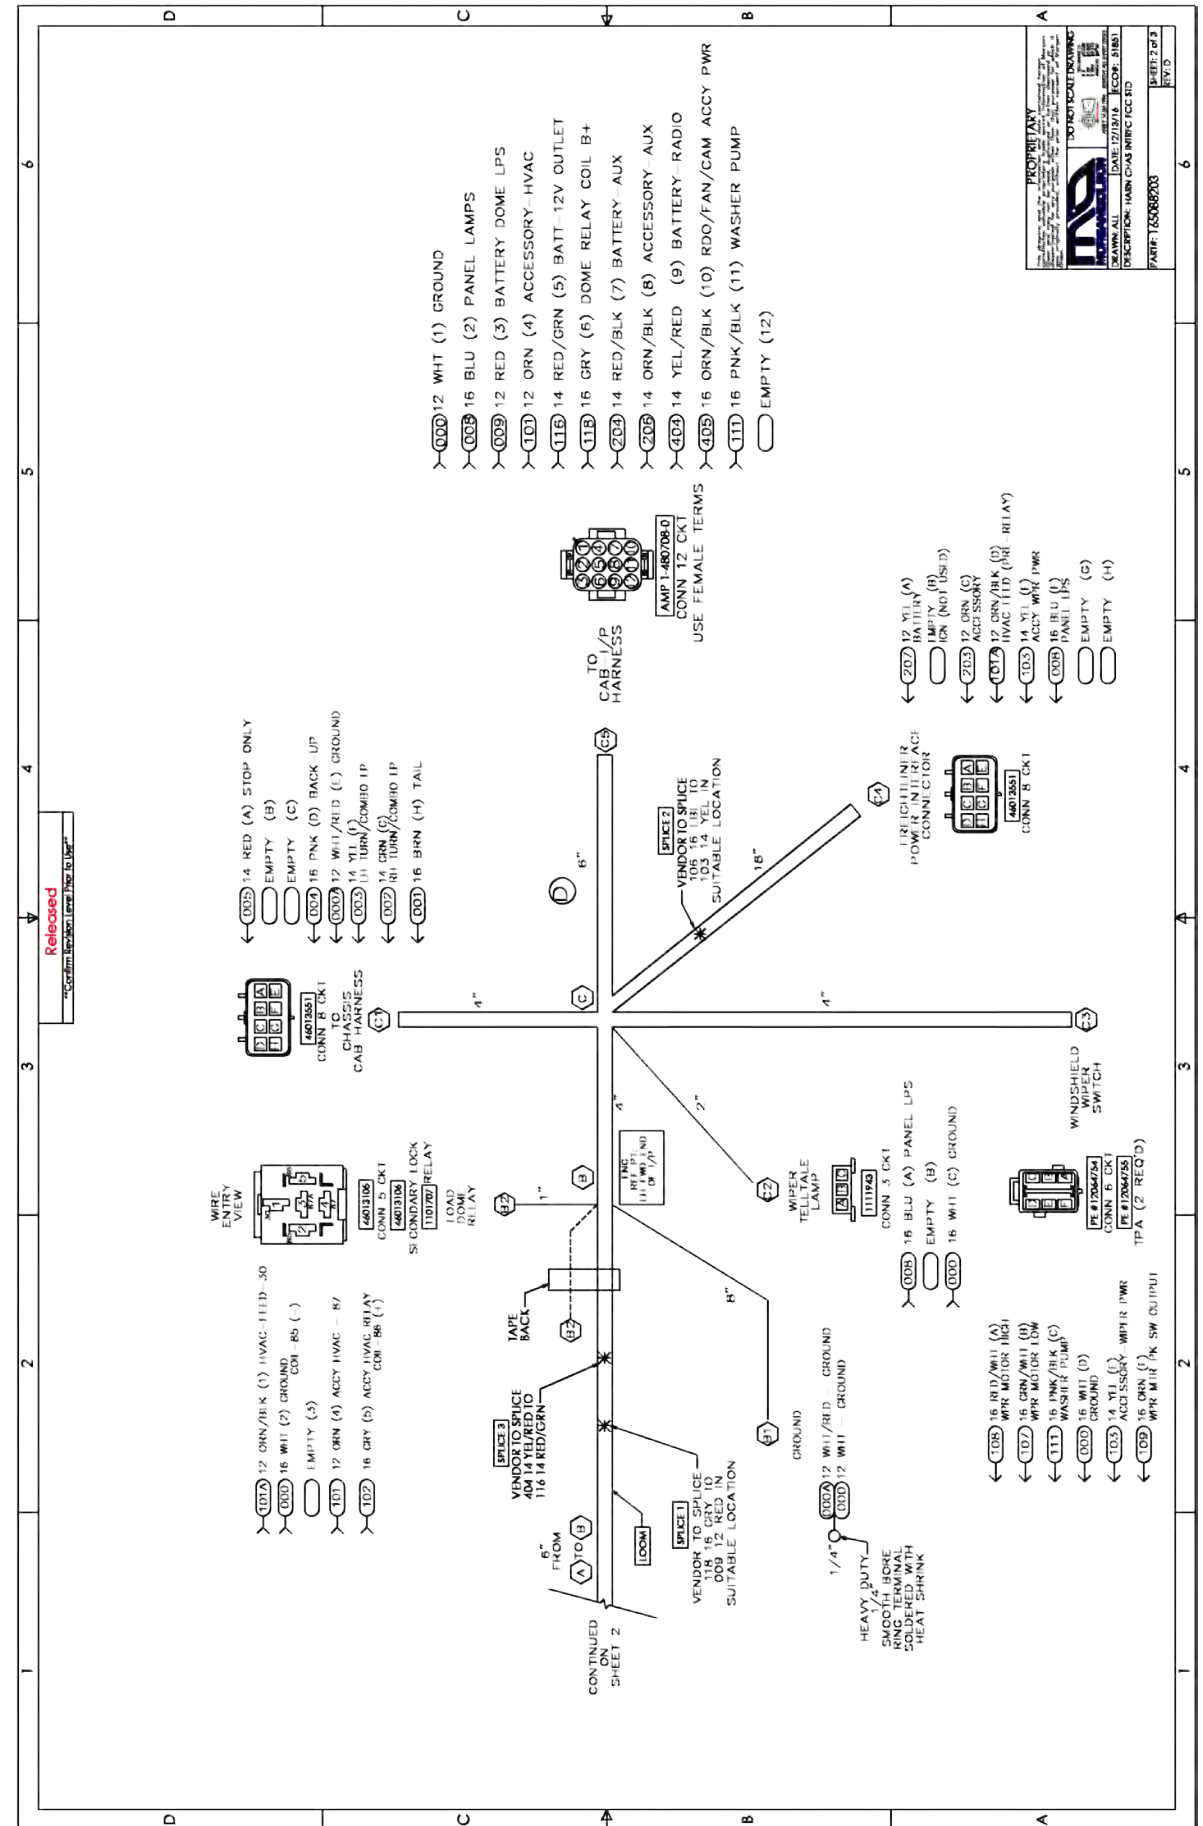 Released
**Confirm Revision Level Prior to Use**
1
2
3
4
5
6
D
C
B
A
WIRE
ENTRY
VIEW
101A 12 ORN/BLK (1) HVAC-FEED-30
000 16 WHT (2) GROUND
COIL-85 (-)
EMPTY (3)
101 12 ORN (4) ACCY HVAC - 87
102 16 GRY (5) ACCY HVAC RELAY
COIL-86 (+)
46013106
CONN 5 CKT
46013106
SECONDARY LOCK
1101707 RELAY
LOAD
DOME
RELAY
B2
1"
46013551
CONN 8 CKT
TO
CHASSIS
CAB HARNESS
C1
005 14 RED (A) STOP ONLY
EMPTY (B)
EMPTY (C)
004 16 PNK (D) BACK-UP
000A 12 WHT/RED (E) GROUND
003 14 YEL (F)
LH TURN/COMBO LP
002 14 GRN (G)
RH TURN/COMBO LP
001 16 BRN (H) TAIL
000 12 WHT (1) GROUND
008 16 BLU (2) PANEL LAMPS
009 12 RED (3) BATTERY DOME LPS
101 12 ORN (4) ACCESSORY-HVAC
116 14 RED/GRN (5) BATT-12V OUTLET
118 16 GRY (6) DOME RELAY COIL B+
204 14 RED/BLK (7) BATTERY-AUX
206 14 ORN/BLK (8) ACCESSORY-AUX
404 14 YEL/RED (9) BATTERY-RADIO
405 16 ORN/BLK (10) RDO/FAN/CAM ACCY PWR
111 16 PNK/BLK (11) WASHER PUMP
EMPTY (12)
AMP 1-480708-0
CONN 12 CKT
USE FEMALE TERMS
TO
CAB-I/P
HARNESS
C5
6"
D
4"
C
4"
B
TAPE
BACK
B2
SPLICE 3
VENDOR TO SPLICE
404 14 YEL/RED TO
116 14 RED/GRN
6"
FROM
A TO B
CONTINUED
ON
SHEET 2
LOOM
SPLICE 1
VENDOR TO SPLICE
118 16 GRY TO
009 12 RED IN
SUITABLE LOCATION
8"
B1
GROUND
000A 12 WHT/RED - GROUND
000 12 WHT - GROUND
1/4"
HEAVY DUTY
1/4"
SMOOTH BORE
RING TERMINAL
SOLDERED WITH
HEAT SHRINK
2"
C2
WIPER
TELLTALE
LAMP
1111943
CONN 3 CKT
008 16 BLU (A) PANEL LPS
EMPTY (B)
000 16 WHT (C) GROUND
4"
C3
WINDSHIELD
WIPER
SWITCH
PE #12064754
CONN 6 CKT
PE #12064755
TPA (2 REQ'D)
108 16 RED/WHT (A)
WPR MOTOR HIGH
107 16 GRN/WHT (B)
WPR MOTOR LOW
111 16 PNK/BLK (C)
WASHER PUMP
000 16 WHT (D)
GROUND
103 14 YEL (E)
ACCESSORY-WIPER PWR
109 16 ORN (F)
WPR MTR PK SW OUTPUT
SPLICE 2
VENDOR TO SPLICE
106 16 LBL TO
103 14 YEL IN
SUITABLE LOCATION
18"
C4
FREIGHTLINER
POWER INTERFACE
CONNECTOR
46013551
CONN 8 CKT
207 12 YEL (A)
BATTERY
EMPTY (B)
IGN (NOT USED)
203 12 ORN (C)
ACCESSORY
101A 12 ORN/BLK (D)
HVAC FEED (PRE-RELAY)
103 14 YEL (E)
ACCY WPR PWR
008 16 BLU (F)
PANEL LPS
EMPTY (G)
EMPTY (H)
PROPRIETARY
MORGAN OLSON
DO NOT SCALE DRAWING
DRAWN: ALL
DATE: 12/13/16
ECO#: 51851
DESCRIPTION: HARN CHAS INTRFC FCC STD
PART#: 1650BB203
SHEET: 2 of 3
REV: D